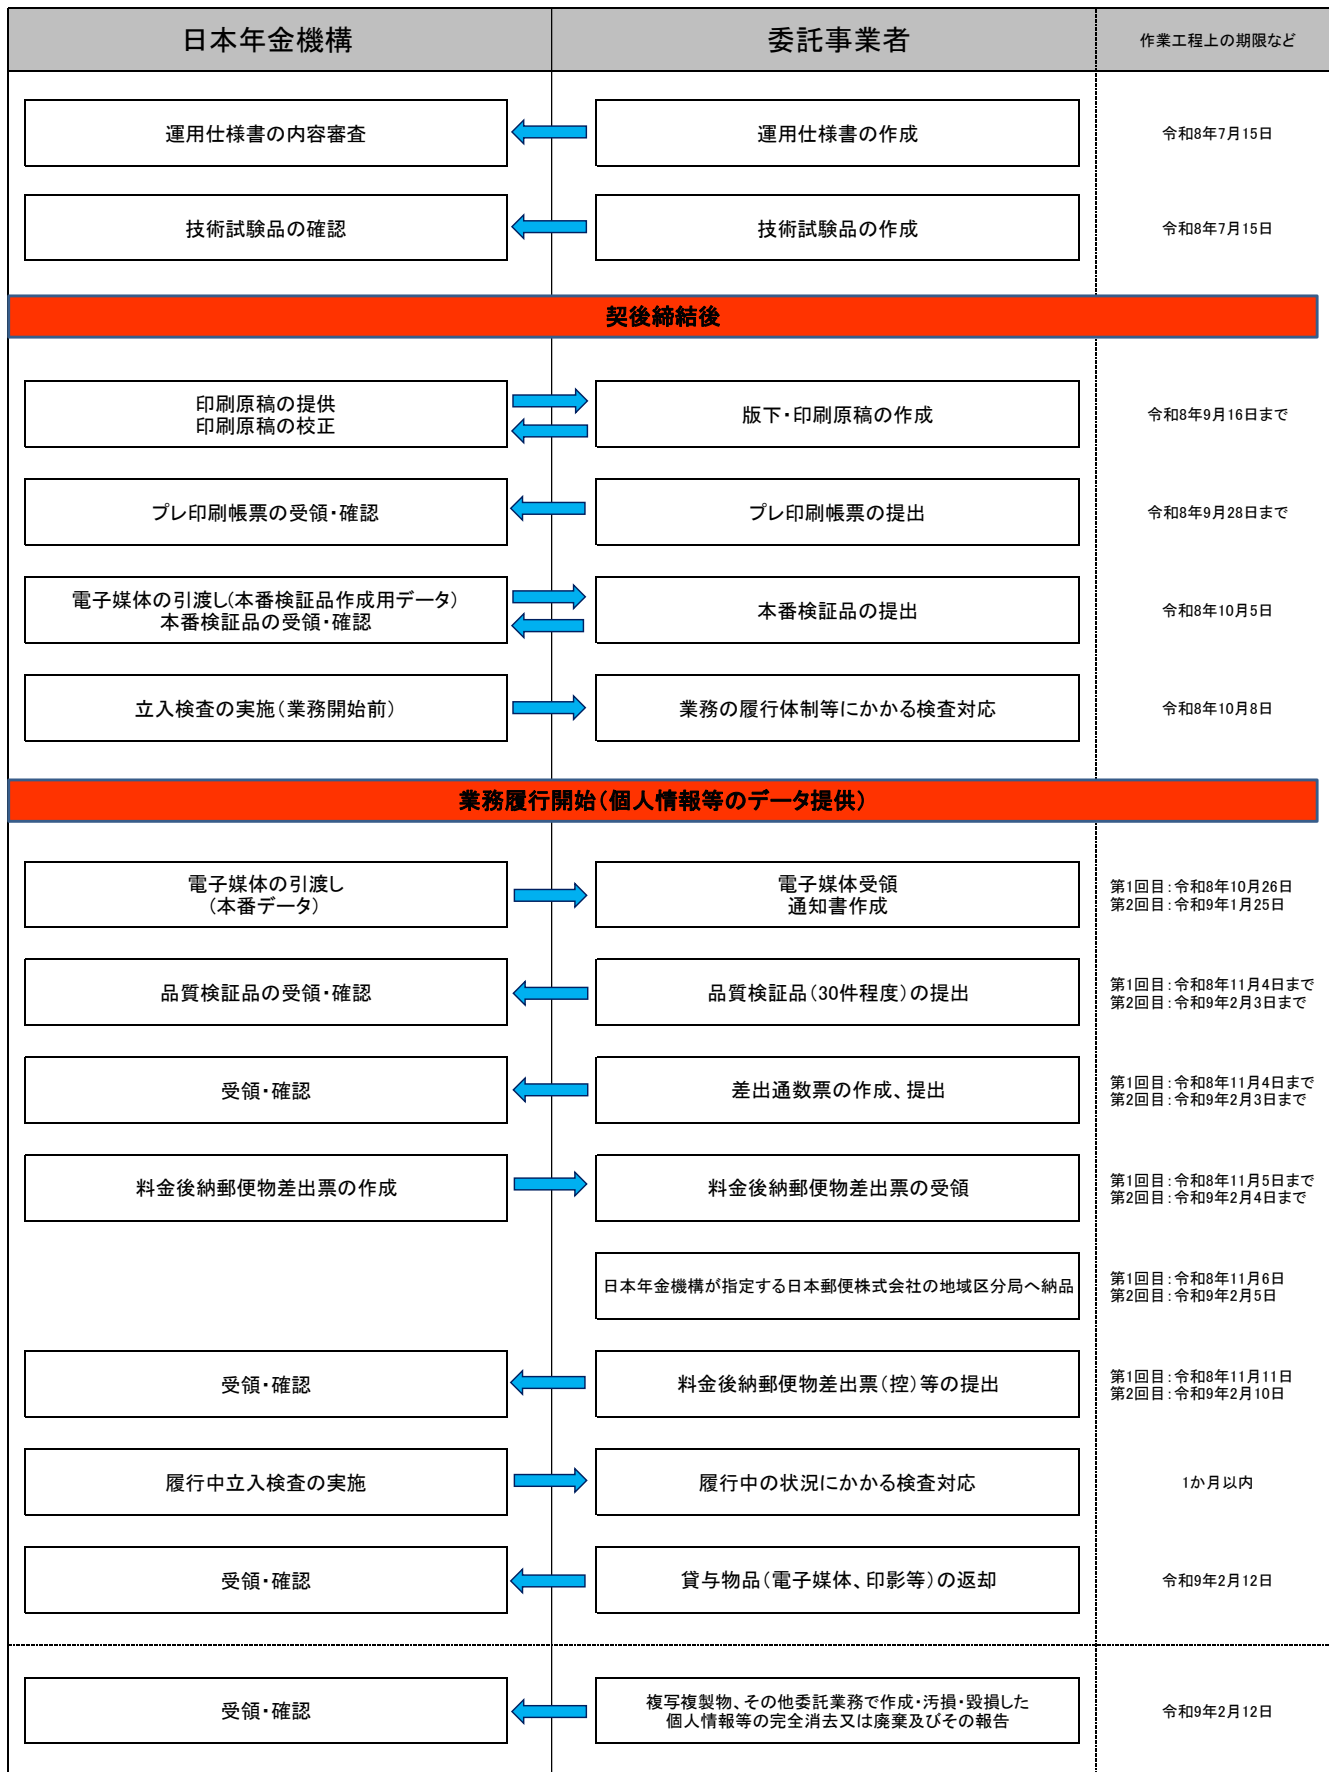 日本年金機構
委託事業者
作業工程上の期限など
運用仕様書の内容審査
運用仕様書の作成
令和8年7月15日
技術試験品の確認
技術試験品の作成
令和8年7月15日
契後締結後
印刷原稿の提供
印刷原稿の校正
版下・印刷原稿の作成
令和8年9月16日まで
プレ印刷帳票の受領・確認
プレ印刷帳票の提出
令和8年9月28日まで
電子媒体の引渡し(本番検証品作成用データ)
本番検証品の受領・確認
本番検証品の提出
令和8年10月5日
立入検査の実施(業務開始前)
業務の履行体制等にかかる検査対応
令和8年10月8日
業務履行開始(個人情報等のデータ提供)
電子媒体の引渡し
(本番データ)
電子媒体受領
通知書作成
第1回目:令和8年10月26日
第2回目:令和9年1月25日
品質検証品の受領・確認
品質検証品(30件程度)の提出
第1回目:令和8年11月4日まで
第2回目:令和9年2月3日まで
受領・確認
差出通数票の作成、提出
第1回目:令和8年11月4日まで
第2回目:令和9年2月3日まで
料金後納郵便物差出票の作成
料金後納郵便物差出票の受領
第1回目:令和8年11月5日まで
第2回目:令和9年2月4日まで
日本年金機構が指定する日本郵便株式会社の地域区分局へ納品
第1回目:令和8年11月6日
第2回目:令和9年2月5日
受領・確認
料金後納郵便物差出票(控)等の提出
第1回目:令和8年11月11日
第2回目:令和9年2月10日
履行中立入検査の実施
履行中の状況にかかる検査対応
1か月以内
受領・確認
貸与物品(電子媒体、印影等)の返却
令和9年2月12日
受領・確認
複写複製物、その他委託業務で作成・汚損・毀損した
個人情報等の完全消去又は廃棄及びその報告
令和9年2月12日